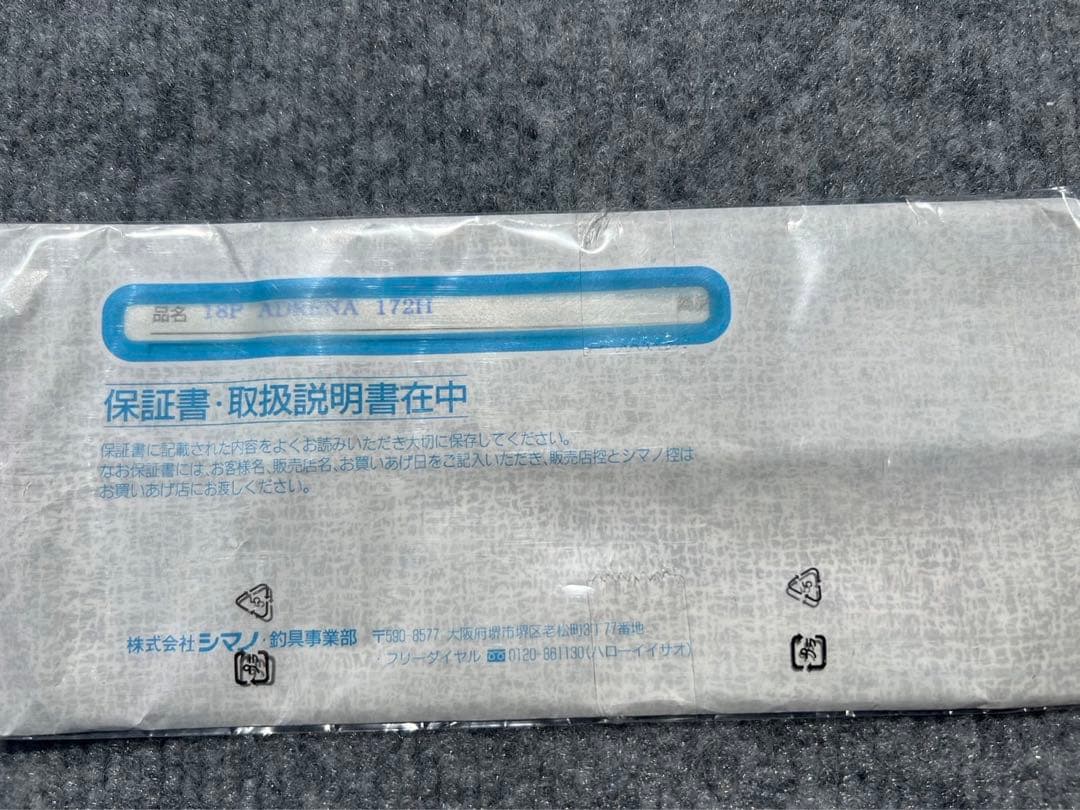 品名 18P ADRENA 172H
保証書・取扱説明書在中
保証書に記載された内容をよくお読みいただき大切に保存してください。
なお保証書には、お客様名、販売店名、お買いあげ日をご記入いただき、販売店控とシマノ控は
お買いあげ店にお渡しください。
5
5
株式会社シマノ・釣具事業部 〒590-8577 大阪府堺市堺区老松町3丁77番地
フリーダイヤル 0120-861130(ハローイイサオ)